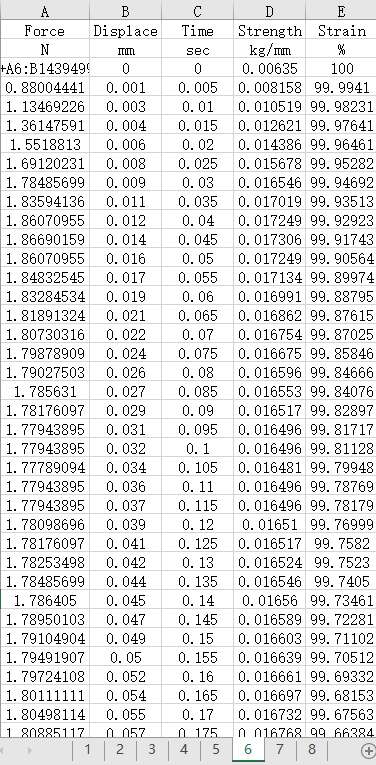 A B C D E
Force Displace Time Strength Strain
N mm sec kg/mm %
+A6:B1439499 0 0 0.00635 100
0.88004441 0.001 0.005 0.008158 99.9941
1.13469226 0.003 0.01 0.010519 99.98231
1.36147591 0.004 0.015 0.012621 99.97641
1.5518813 0.006 0.02 0.014386 99.96461
1.69120231 0.008 0.025 0.015678 99.95282
1.78485699 0.009 0.03 0.016546 99.94692
1.83594136 0.011 0.035 0.017019 99.93513
1.86070955 0.012 0.04 0.017249 99.92923
1.86690159 0.014 0.045 0.017306 99.91743
1.86070955 0.016 0.05 0.017249 99.90564
1.84832545 0.017 0.055 0.017134 99.89974
1.83284534 0.019 0.06 0.016991 99.88795
1.81891324 0.021 0.065 0.016862 99.87615
1.80730316 0.022 0.07 0.016754 99.87025
1.79878909 0.024 0.075 0.016675 99.85846
1.79027503 0.026 0.08 0.016596 99.84666
1.785631 0.027 0.085 0.016553 99.84076
1.78176097 0.029 0.09 0.016517 99.82897
1.77943895 0.031 0.095 0.016496 99.81717
1.77943895 0.032 0.1 0.016496 99.81128
1.77789094 0.034 0.105 0.016481 99.79948
1.77943895 0.036 0.11 0.016496 99.78769
1.77943895 0.037 0.115 0.016496 99.78179
1.78098696 0.039 0.12 0.01651 99.76999
1.78176097 0.041 0.125 0.016517 99.7582
1.78253498 0.042 0.13 0.016524 99.7523
1.78485699 0.044 0.135 0.016546 99.7405
1.786405 0.045 0.14 0.01656 99.73461
1.78950103 0.047 0.145 0.016589 99.72281
1.79104904 0.049 0.15 0.016603 99.71102
1.79491907 0.05 0.155 0.016639 99.70512
1.79724108 0.052 0.16 0.016661 99.69332
1.80111111 0.054 0.165 0.016697 99.68153
1.80498114 0.055 0.17 0.016732 99.67563
1.80885117 0.057 0.175 0.016768 99.66384
1 2 3 4 5 6 7 8